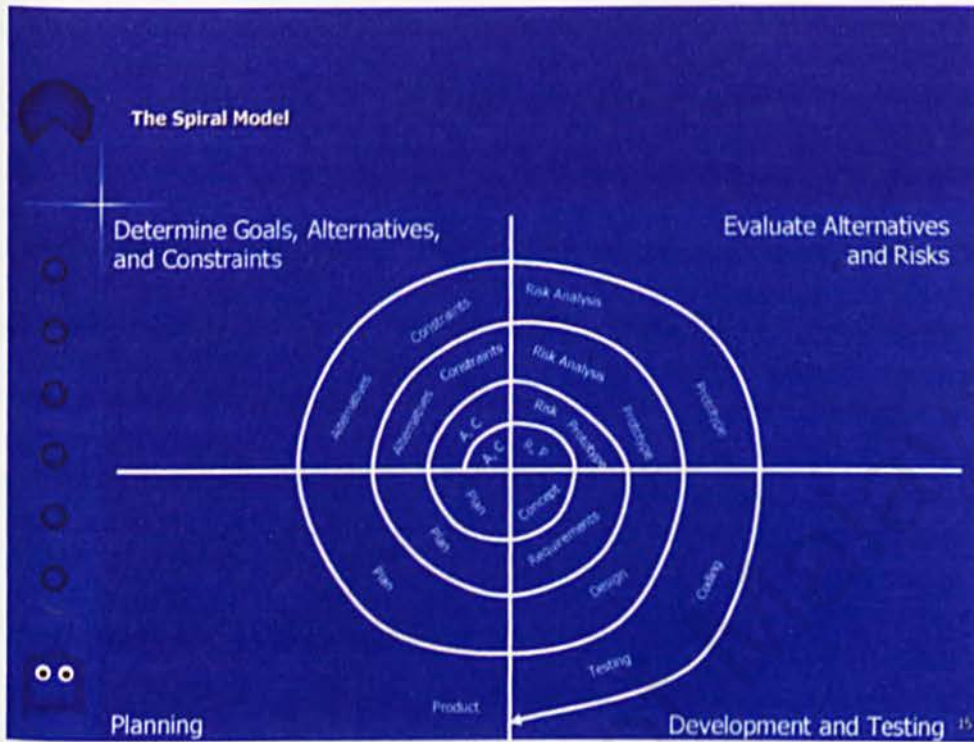 The Spiral Model
Determine Goals, Alternatives,
and Constraints
Evaluate Alternatives
and Risks
Constraints
Risk Analysis
Alternatives
Constraints
Risk Analysis
Prototype
Alternatives
A, C
Risk
Prototype
Prototype
A, C
R, P
Plan
Concept
Plan
Requirements
Plan
Design
Coding
Testing
Product
Planning
Development and Testing
15